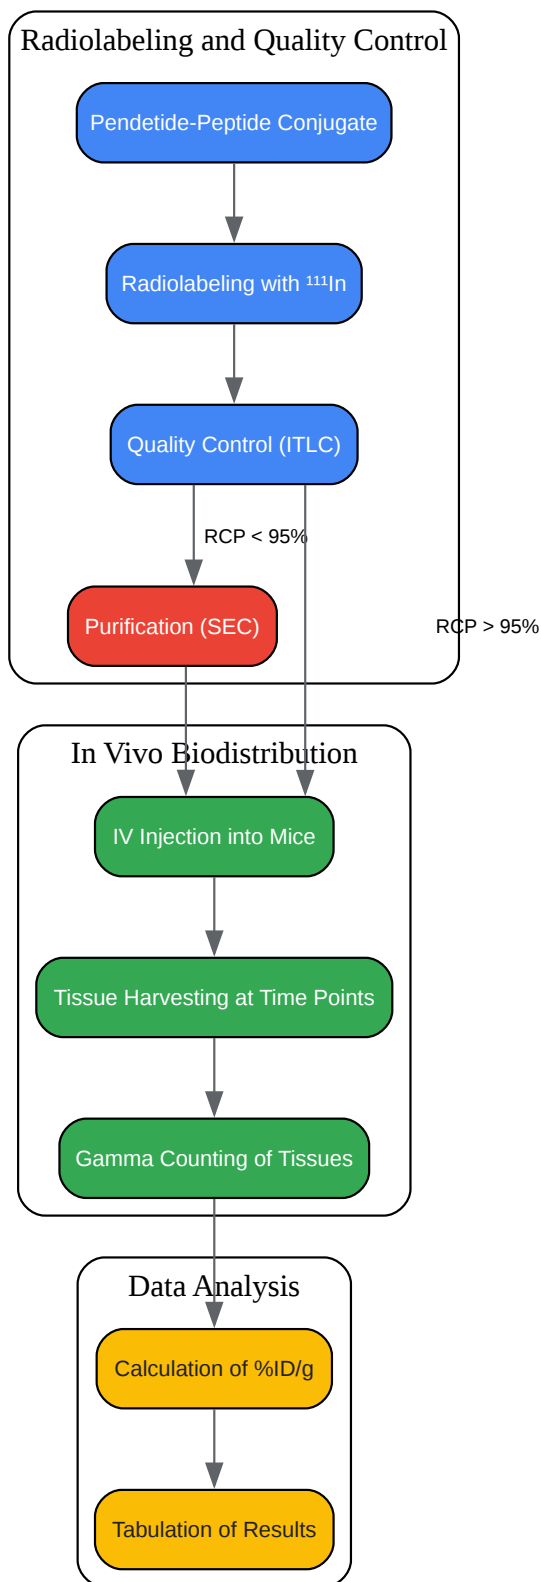 Radiolabeling and Quality Control
Pendetide-Peptide Conjugate
Radiolabeling with ¹¹¹In
Quality Control (ITLC)
RCP < 95%
Purification (SEC)
RCP > 95%
In Vivo Biodistribution
IV Injection into Mice
Tissue Harvesting at Time Points
Gamma Counting of Tissues
Data Analysis
Calculation of %ID/g
Tabulation of Results